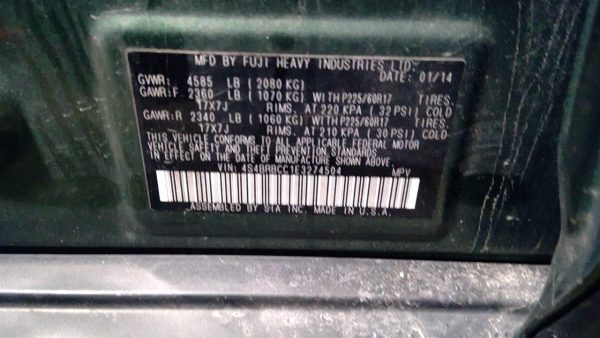 MFD BY FUJI HEAVY INDUSTRIES LTD.
DATE: 01/14
GVWR: 4585 LB (2080 KG)
GAWR:F 2360 LB (1070 KG) WITH P225/60R17 TIRES.
17X7J RIMS. AT 220 KPA (32 PSI) COLD
GAWR:R 2340 LB (1060 KG) WITH P225/60R17 TIRES.
17X7J RIMS. AT 210 KPA (30 PSI) COLD
THIS VEHICLE CONFORMS TO ALL APPLICABLE FEDERAL MOTOR
VEHICLE SAFETY AND THEFT PREVENTION STANDARDS
IN EFFECT ON THE DATE OF MANUFACTURE SHOWN ABOVE.
VIN: 4S4BRBCC1E3274504 MPV
ASSEMBLED BY SIA INC. MADE IN U.S.A.